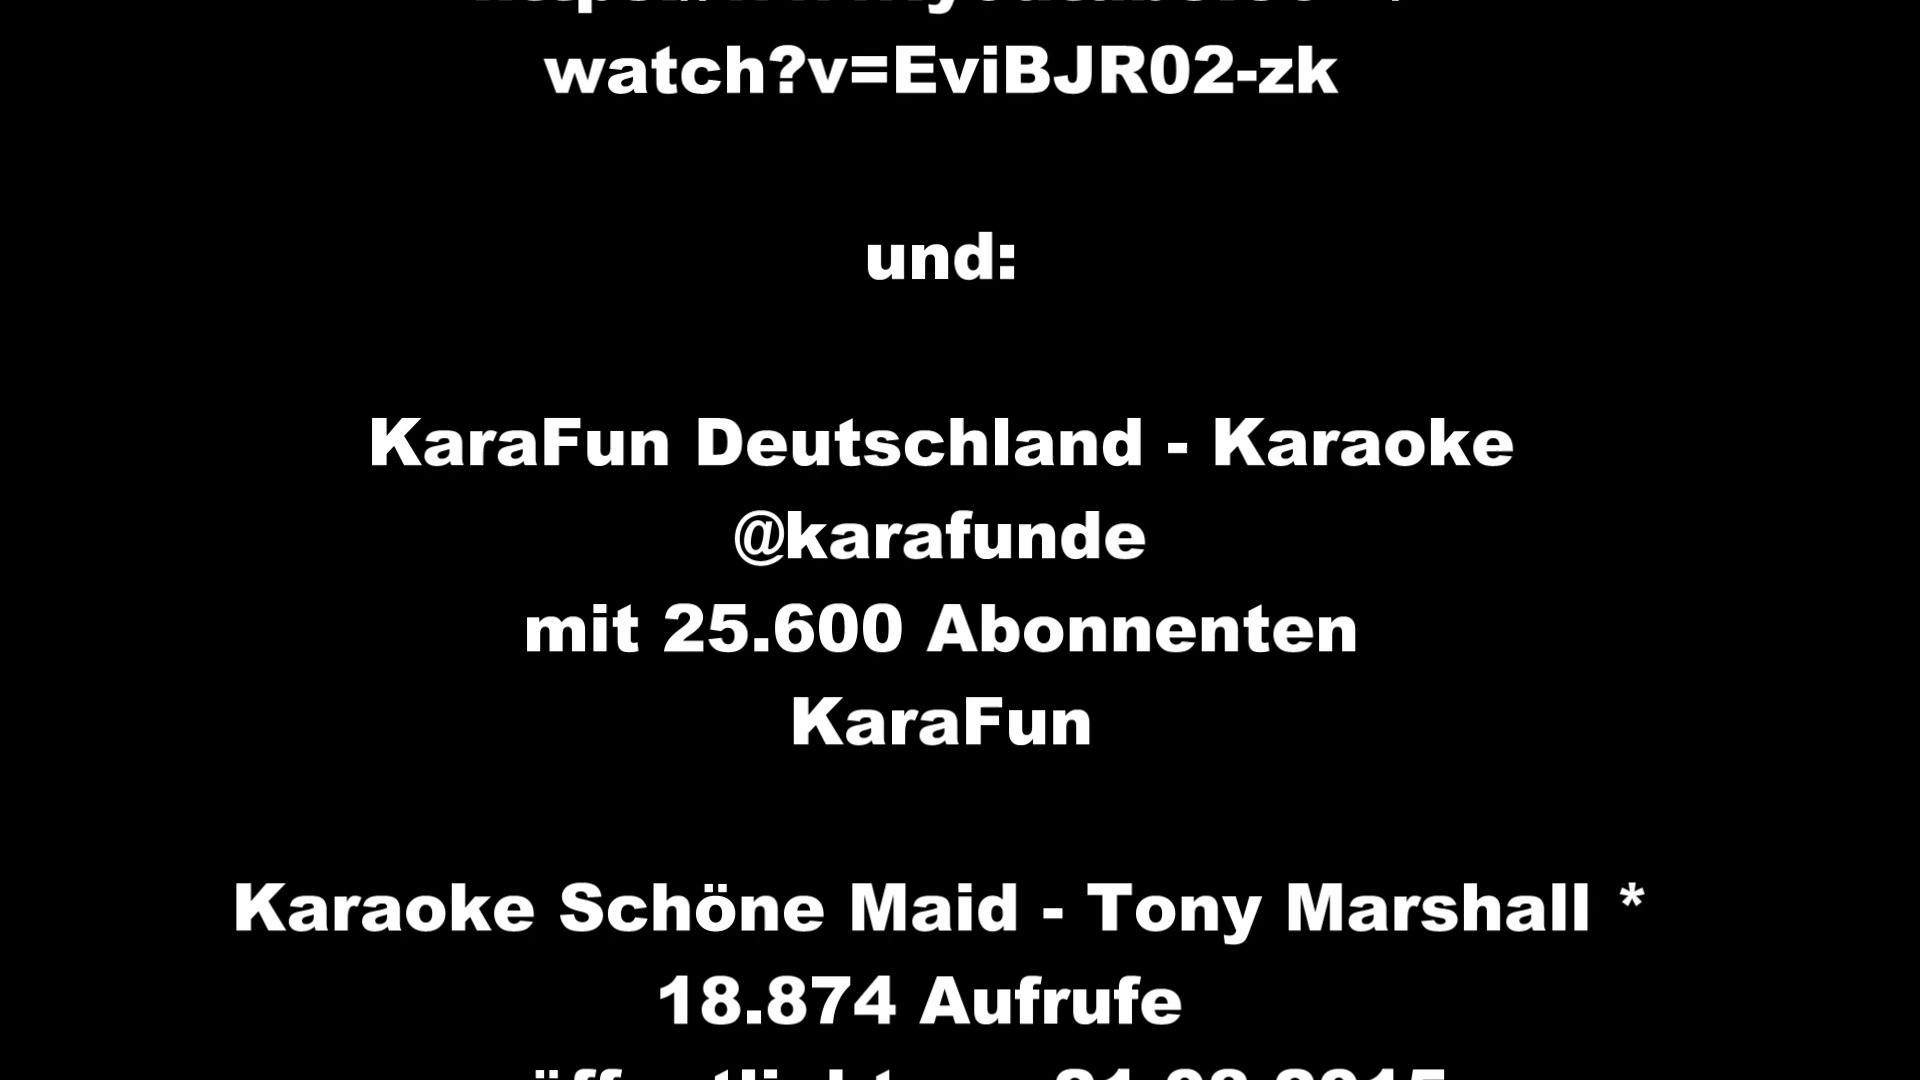 watch?v=EviBJR02-zk
und:
KaraFun Deutschland - Karaoke
@karafunde
mit 25.600 Abonnenten
KaraFun
Karaoke Schöne Maid - Tony Marshall *
18.874 Aufrufe